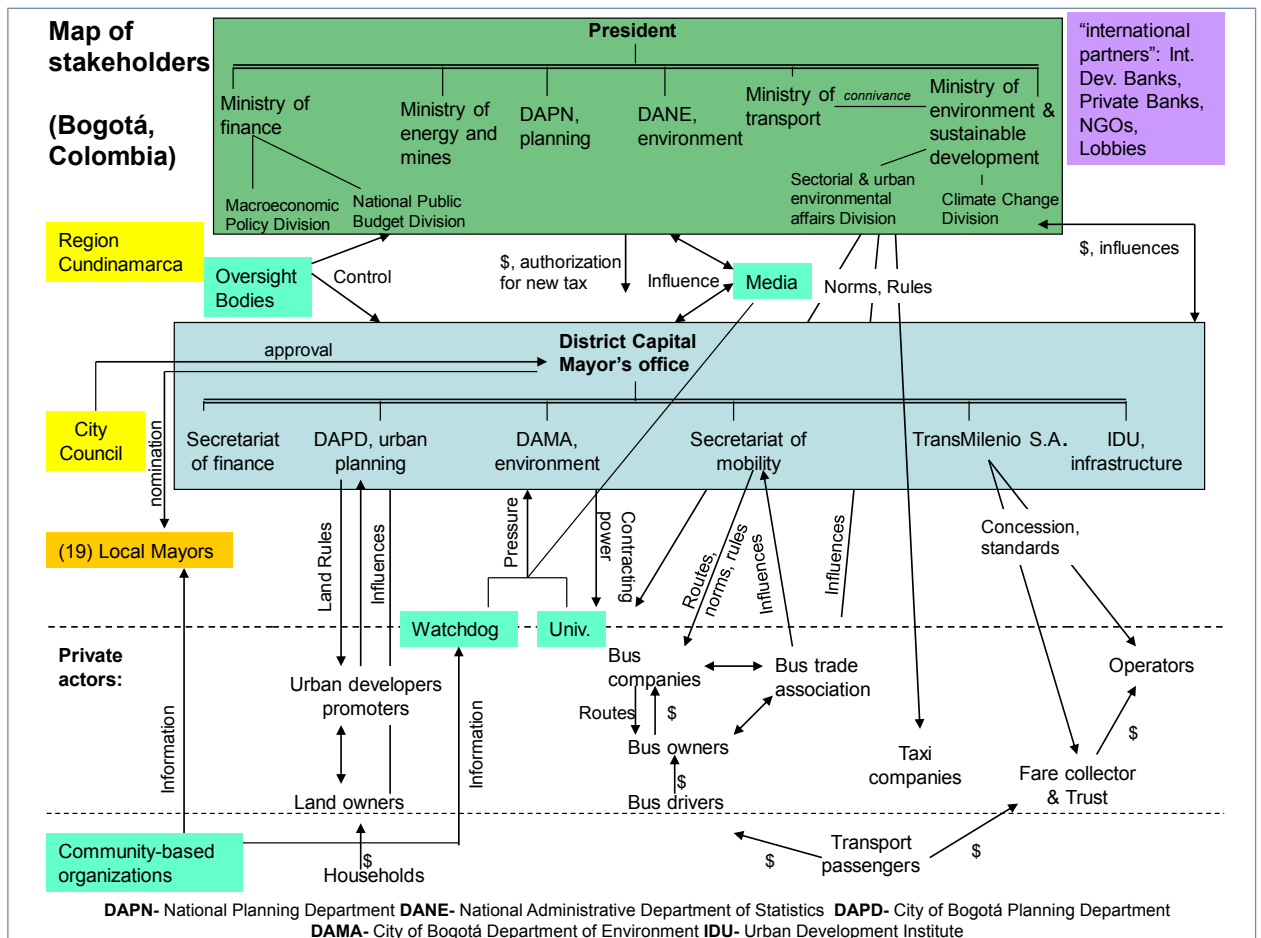 Map of
stakeholders
(Bogotá,
Colombia)
President
Ministry of
finance
Ministry of
energy and
mines
DAPN,
planning
DANE,
environment
Ministry of
transport
connivance
Ministry of
environment &
sustainable
development
Macroeconomic
Policy Division
National Public
Budget Division
Sectorial & urban
environmental
affairs Division
Climate Change
Division
“international
partners”: Int.
Dev. Banks,
Private Banks,
NGOs,
Lobbies
Region
Cundinamarca
Oversight
Bodies
Control
$, authorization
for new tax
Influence
Media
Norms, Rules
$, influences
District Capital
Mayor’s office
approval
City
Council
nomination
Secretariat
of finance
DAPD, urban
planning
DAMA,
environment
Secretariat of
mobility
TransMilenio S.A.
IDU,
infrastructure
(19) Local Mayors
Land Rules
Influences
Pressure
Contracting
power
Routes,
norms, rules
Influences
Influences
Concession,
standards
Watchdog
Univ.
Private
actors:
Information
Urban developers
promoters
Information
Bus
companies
Bus trade
association
Operators
Routes
$
Bus owners
$
Bus drivers
Taxi
companies
$
Fare collector
& Trust
Land owners
Community-based
organizations
$
Households
Transport
passengers
$
$
DAPN- National Planning Department DANE- National Administrative Department of Statistics DAPD- City of Bogotá Planning Department
DAMA- City of Bogotá Department of Environment IDU- Urban Development Institute